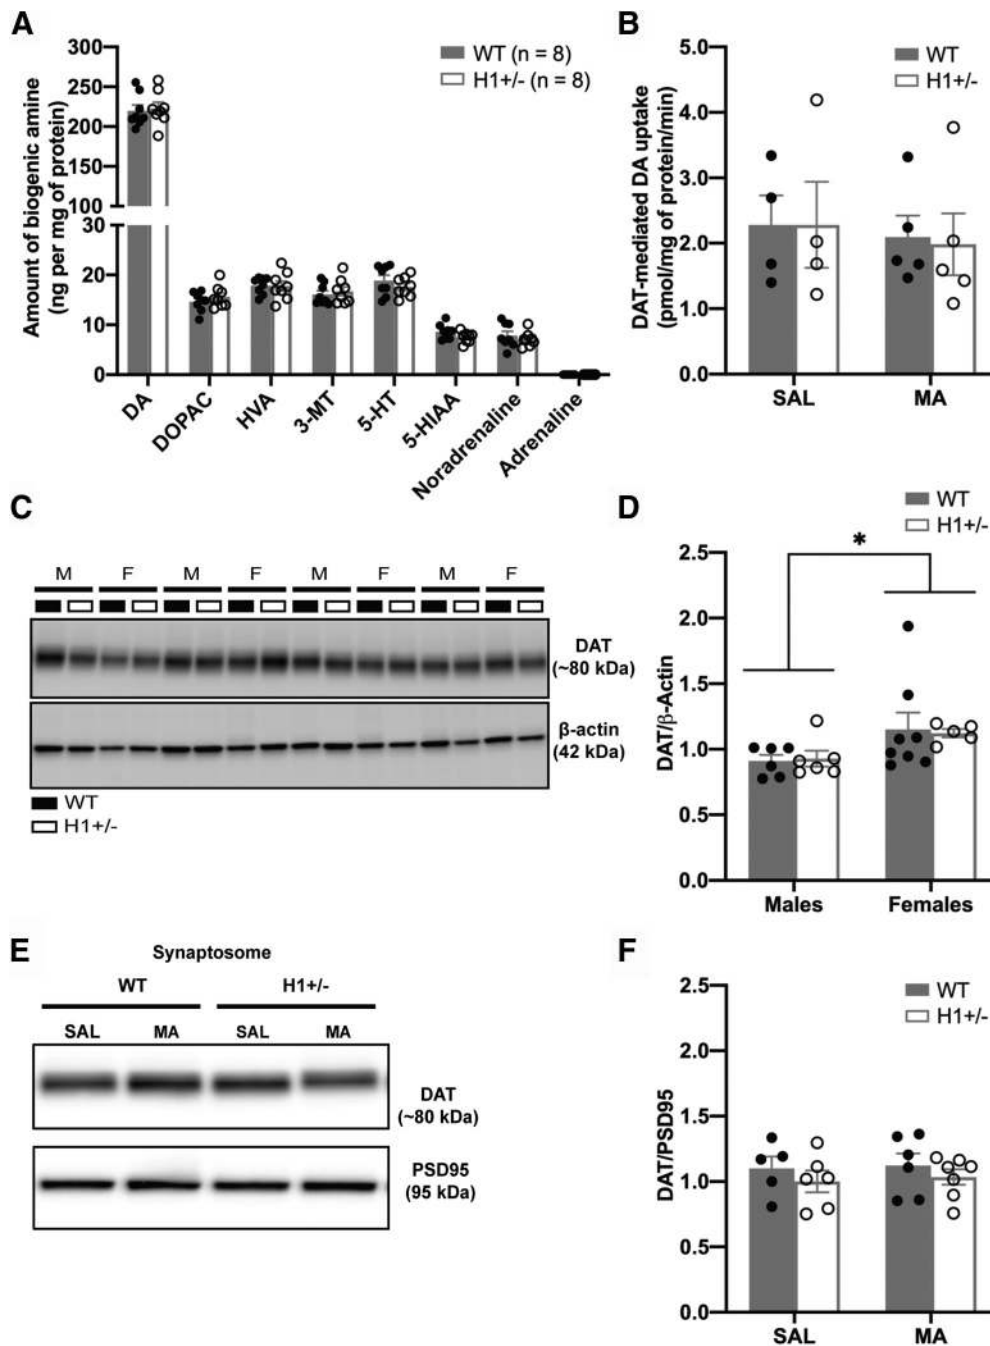 A
Amount of biogenic amine
(ng per mg of protein)
300
250
200
150
100
30
20
10
0
WT (n = 8)
H1+/- (n = 8)
DA
DOPAC
HVA
3-MT
5-HT
5-HIAA
Noradrenaline
Adrenaline
B
DAT-mediated DA uptake
(pmol/mg of protein/min)
5.0
4.0
3.0
2.0
1.0
0.0
WT
H1+/-
SAL MA
C
M F M F M F M F
DAT
(~80 kDa)
β-actin
(42 kDa)
WT
H1+/-
D
WT
H1+/-
DAT/β-Actin
2.5
2.0
1.5
1.0
0.5
0.0
*
Males Females
E
Synaptosome
WT H1+/-
SAL MA SAL MA
DAT
(~80 kDa)
PSD95
(95 kDa)
F
DAT/PSD95
2.5
2.0
1.5
1.0
0.5
0.0
WT
H1+/-
SAL MA